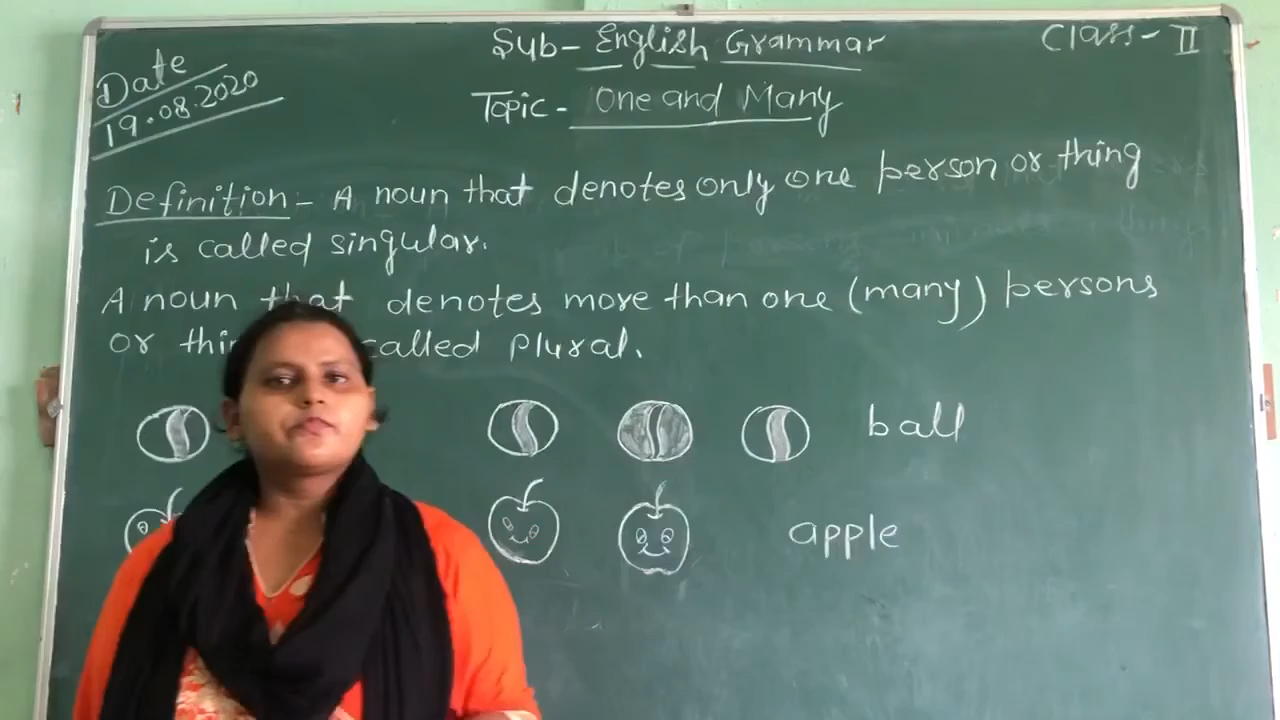 Sub- English Grammar
Class- II
Date
19.08.2020
Topic- One and Many
Definition- A noun that denotes only one person or thing
is called singular.
A noun that denotes more than one (many) persons
or called plural.
ball
apple